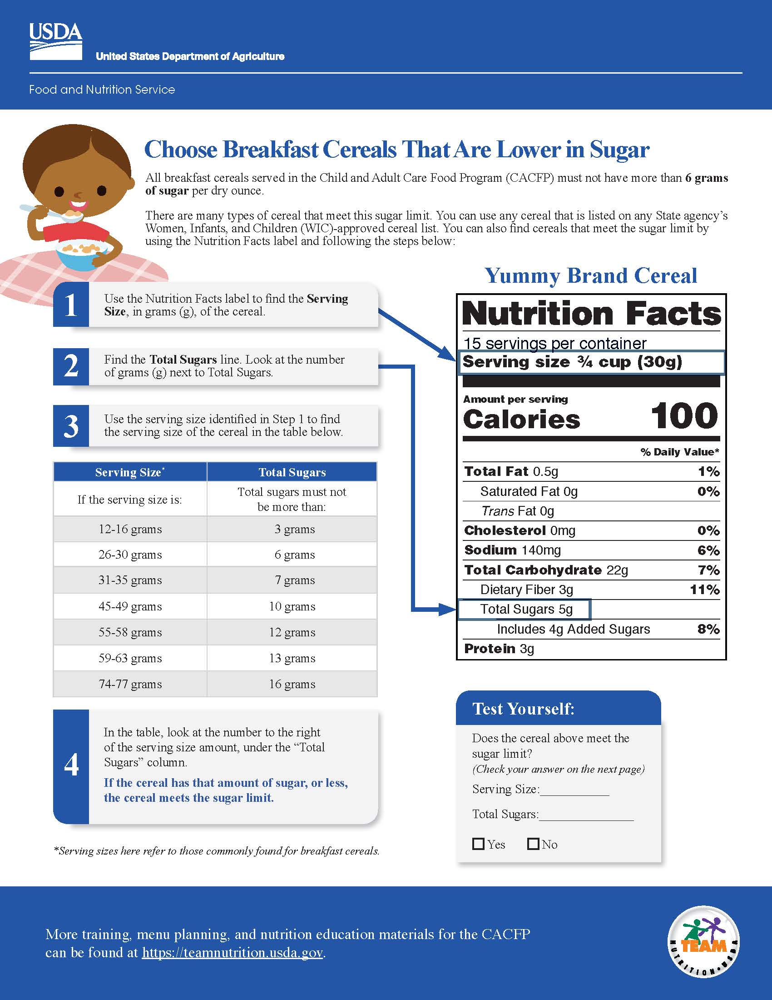 USDA
United States Department of Agriculture
Food and Nutrition Service
Choose Breakfast Cereals That Are Lower in Sugar
All breakfast cereals served in the Child and Adult Care Food Program (CACFP) must not have more than 6 grams
of sugar per dry ounce.
There are many types of cereal that meet this sugar limit. You can use any cereal that is listed on any State agency’s
Women, Infants, and Children (WIC)-approved cereal list. You can also find cereals that meet the sugar limit by
using the Nutrition Facts label and following the steps below:
1
Use the Nutrition Facts label to find the Serving
Size, in grams (g), of the cereal.
2
Find the Total Sugars line. Look at the number
of grams (g) next to Total Sugars.
3
Use the serving size identified in Step 1 to find
the serving size of the cereal in the table below.
Serving Size* Total Sugars
If the serving size is: Total sugars must not
be more than:
12-16 grams 3 grams
26-30 grams 6 grams
31-35 grams 7 grams
45-49 grams 10 grams
55-58 grams 12 grams
59-63 grams 13 grams
74-77 grams 16 grams
4
In the table, look at the number to the right
of the serving size amount, under the “Total
Sugars” column.
If the cereal has that amount of sugar, or less,
the cereal meets the sugar limit.
*Serving sizes here refer to those commonly found for breakfast cereals.
Yummy Brand Cereal
Nutrition Facts
15 servings per container
Serving size ¾ cup (30g)
Amount per serving
Calories 100
% Daily Value*
Total Fat 0.5g 1%
Saturated Fat 0g 0%
Trans Fat 0g
Cholesterol 0mg 0%
Sodium 140mg 6%
Total Carbohydrate 22g 7%
Dietary Fiber 3g 11%
Total Sugars 5g
Includes 4g Added Sugars 8%
Protein 3g
Test Yourself:
Does the cereal above meet the
sugar limit?
(Check your answer on the next page)
Serving Size:
Total Sugars:
Yes No
More training, menu planning, and nutrition education materials for the CACFP
can be found at https://teamnutrition.usda.gov.
TEAM
NUTRITION • USDA